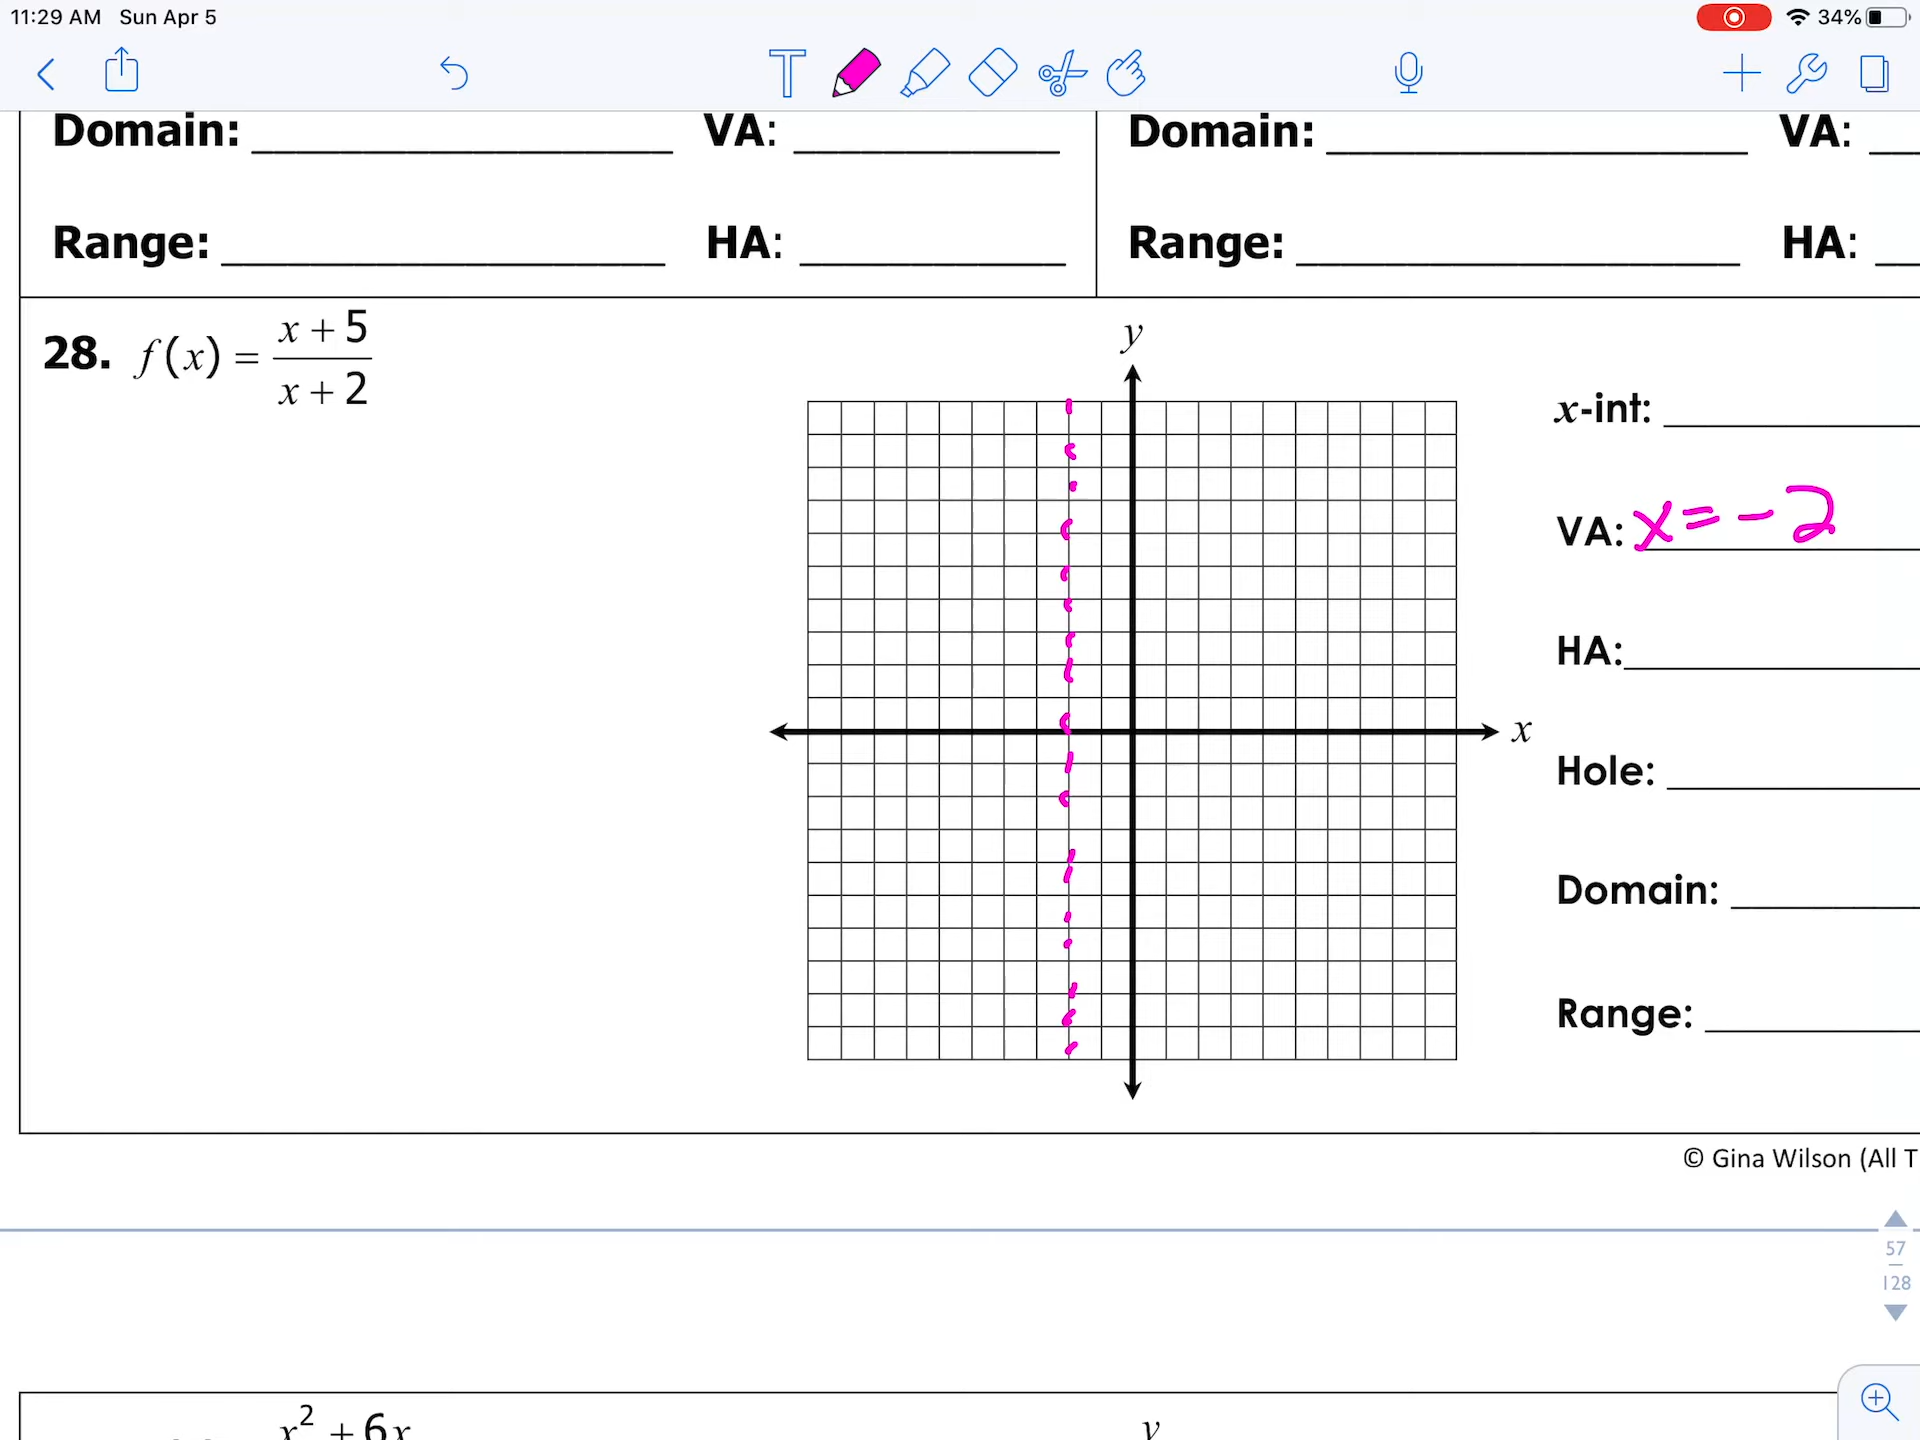 11:29 AM Sun Apr 5
34%
Domain: VA:
Domain: VA:
Range: HA:
Range: HA:
28. f(x) = x + 5 / x + 2
y
x
x-int:
VA: x = -2
HA:
Hole:
Domain:
Range:
© Gina Wilson (All T
57
128
x² + 6x
y